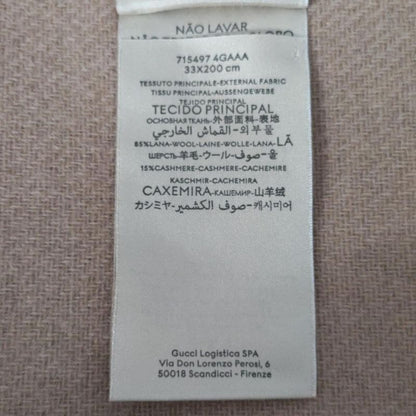 NÃO LAVAR
715497 4GAAA
33X200 cm
TESSUTO PRINCIPALE-EXTERNAL FABRIC
TISSU PRINCIPAL-AUSSENGEWEBE
TEJIDO PRINCIPAL
TECIDO PRINCIPAL
ОСНОВНАЯ ТКАНЬ-外部面料-表地
القماش الخارجي-외부물
85%LANA-WOOL-LAINE-WOLLE-LANA-LÃ
ШЕРСТЬ-羊毛-ウール-صوف-울
15%CASHMERE-CASHMERE-CACHEMIRE
KASCHMIR-CACHEMIRA
CAXEMIRA-КАШЕМИР-山羊绒
カシミヤ-صوف الكشمير-캐시미어
Gucci Logistica SPA
Via Don Lorenzo Perosi, 6
50018 Scandicci - Firenze